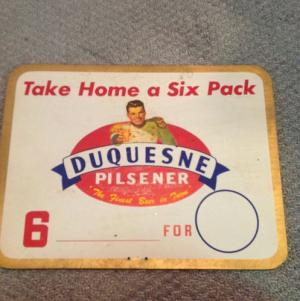 Take Home a Six Pack
DUQUESNE
PILSENER
"The Finest Beer in Town"
6 FOR